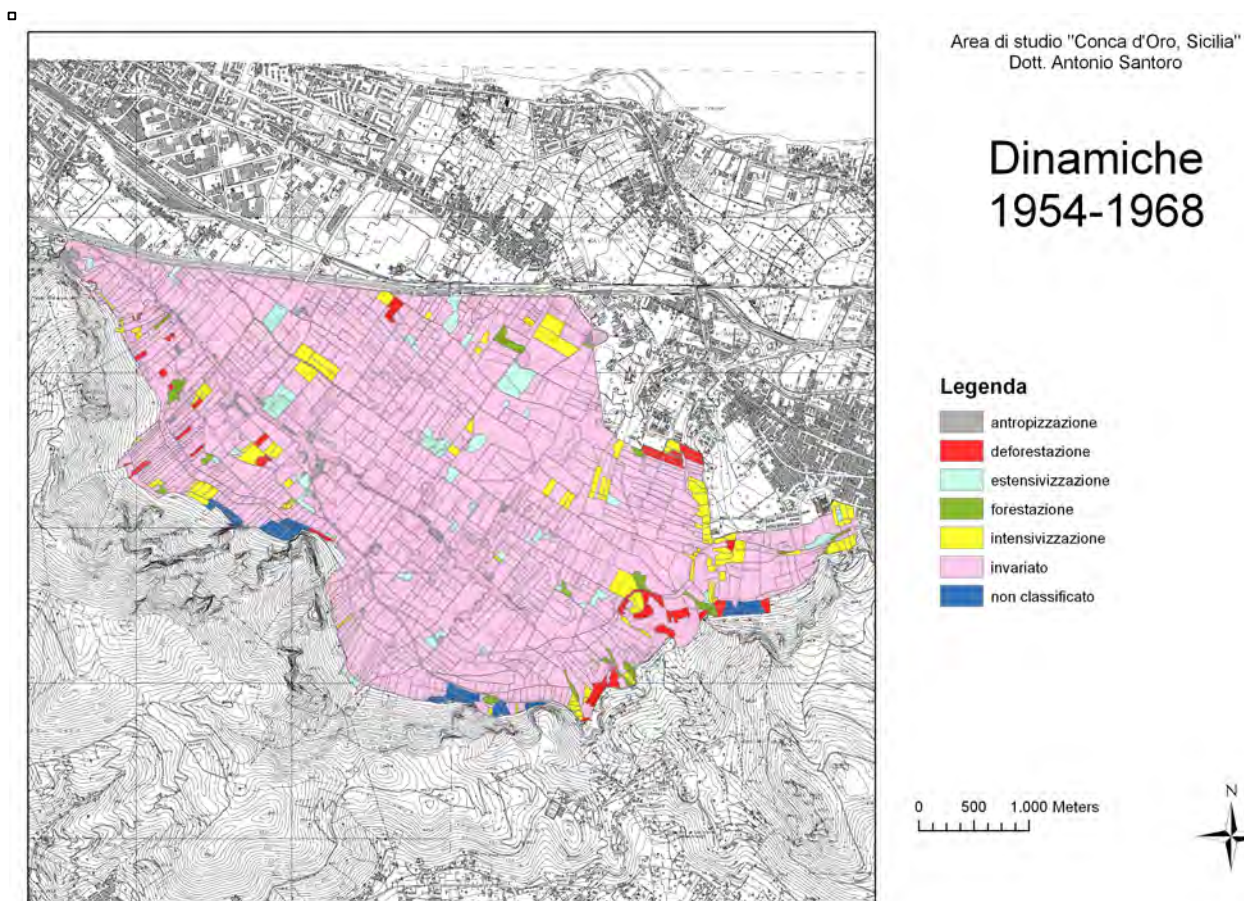 Area di studio "Conca d'Oro, Sicilia"
Dott. Antonio Santoro
Dinamiche
1954-1968
Legenda
antropizzazione
deforestazione
estensivizzazione
forestazione
intensivizzazione
invariato
non classificato
0 500 1.000 Meters
N